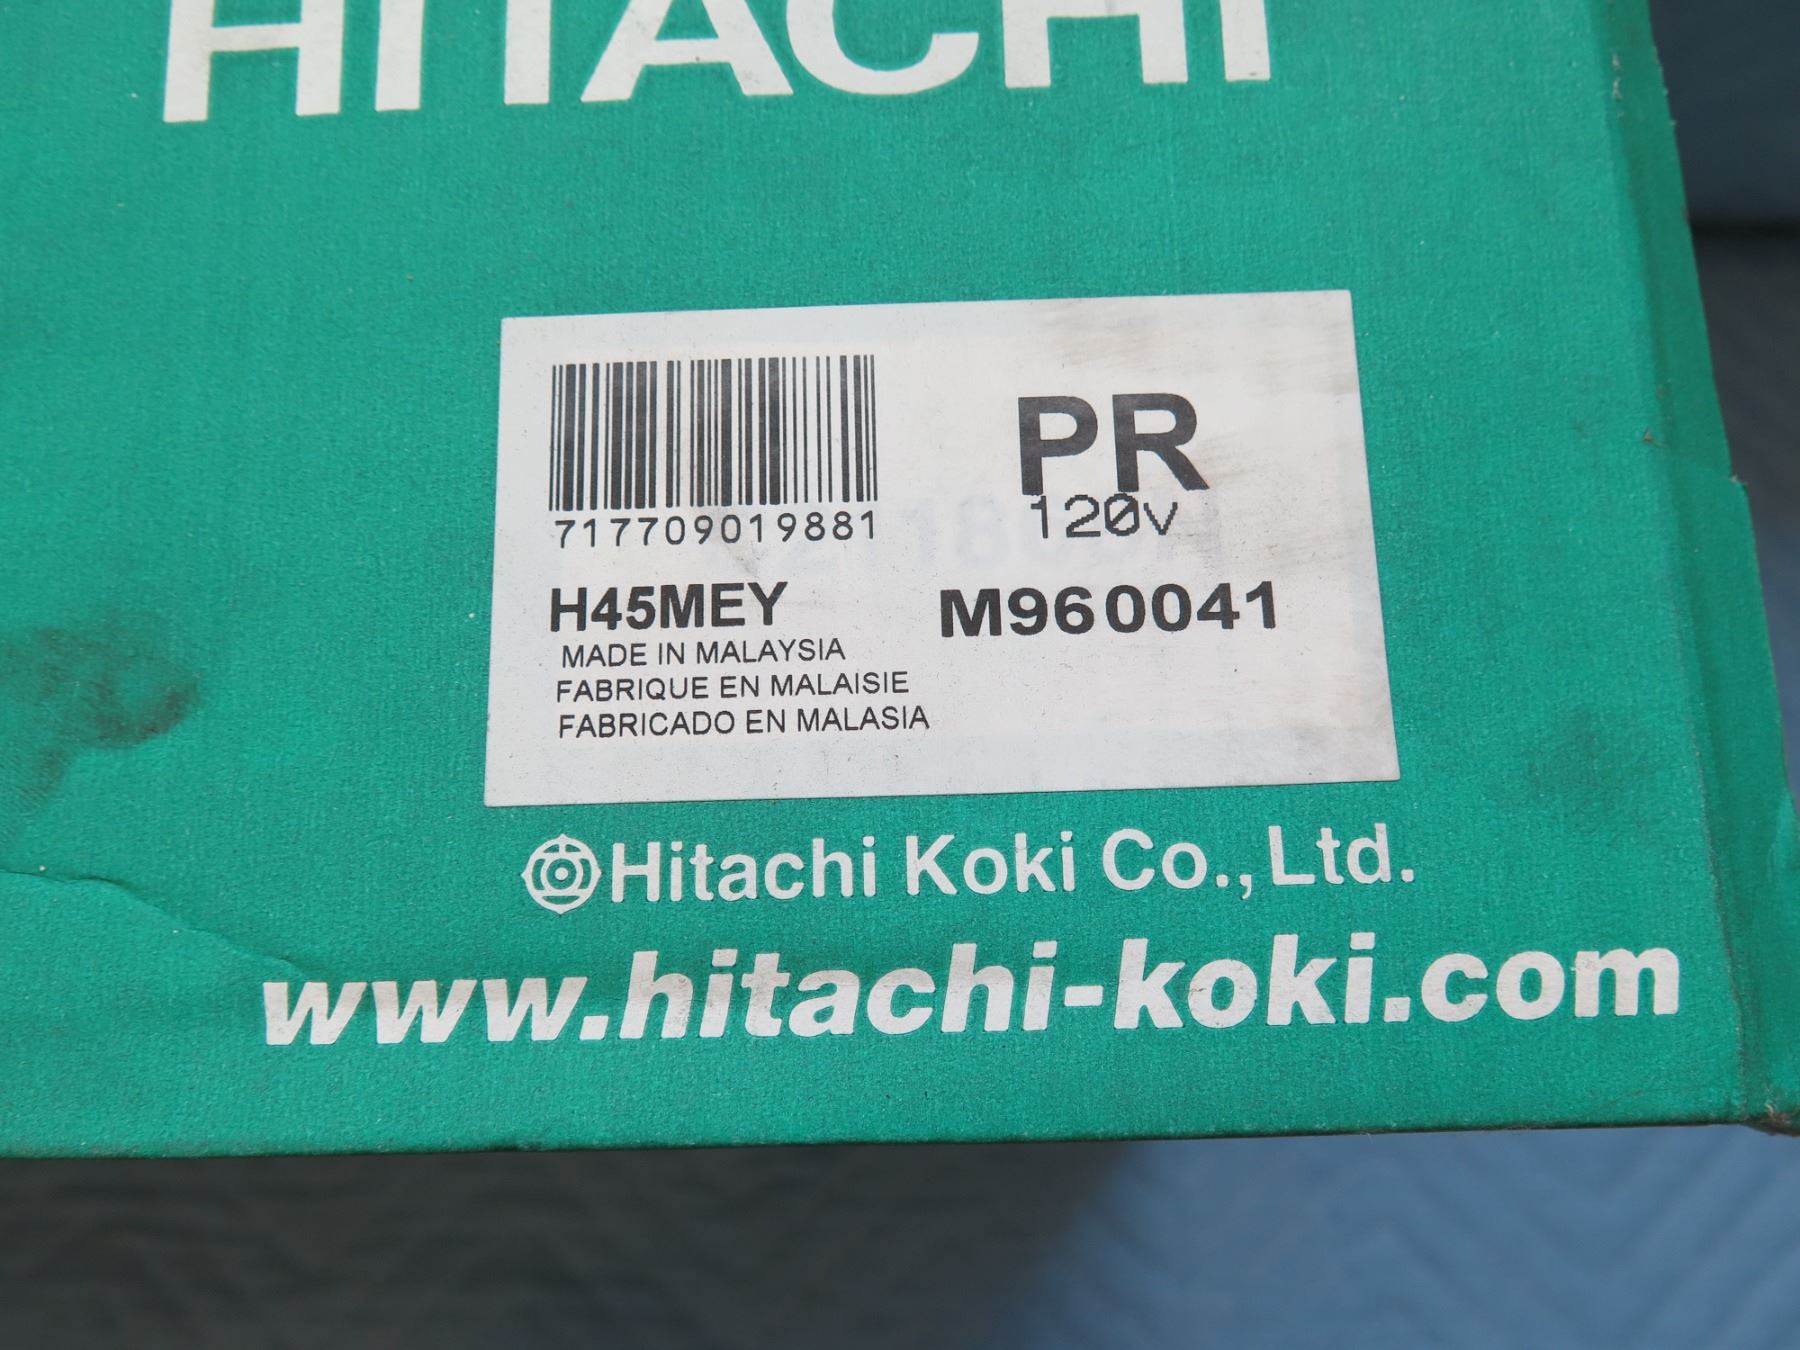 HITACHI
PR
120V
717709019881
H45MEY
M960041
MADE IN MALAYSIA
FABRIQUE EN MALAISIE
FABRICADO EN MALASIA
Hitachi Koki Co., Ltd.
www.hitachi-koki.com